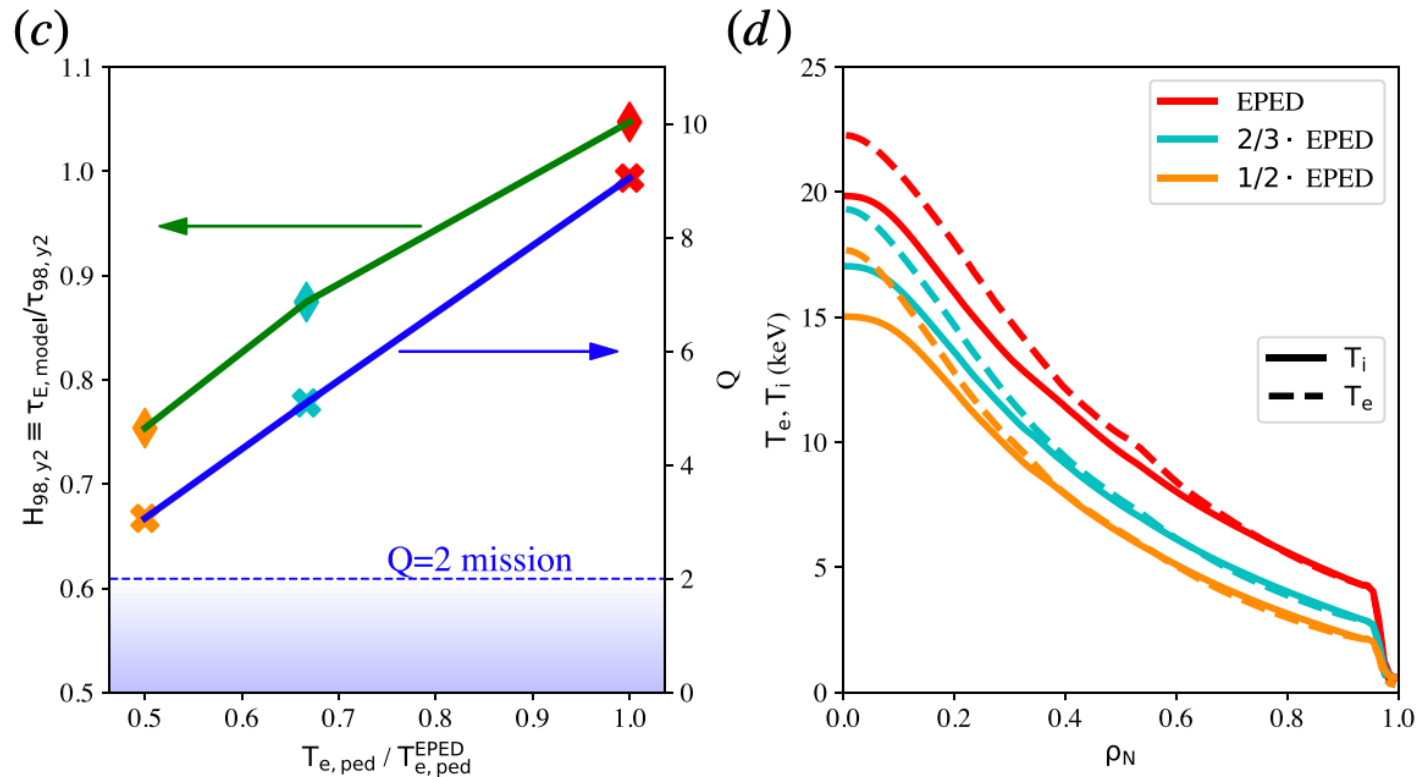 (c)
1.1
1.0
0.9
0.8
0.7
0.6
0.5
H98, y2 ≡ τE, model/τ98, y2
10
8
6
4
2
0
Q
Q=2 mission
0.5 0.6 0.7 0.8 0.9 1.0
Te, ped / Te, ped^EPED
(d)
25
20
15
10
5
0
Te, Ti (keV)
EPED
2/3· EPED
1/2· EPED
Ti
Te
0.0 0.2 0.4 0.6 0.8 1.0
ρN